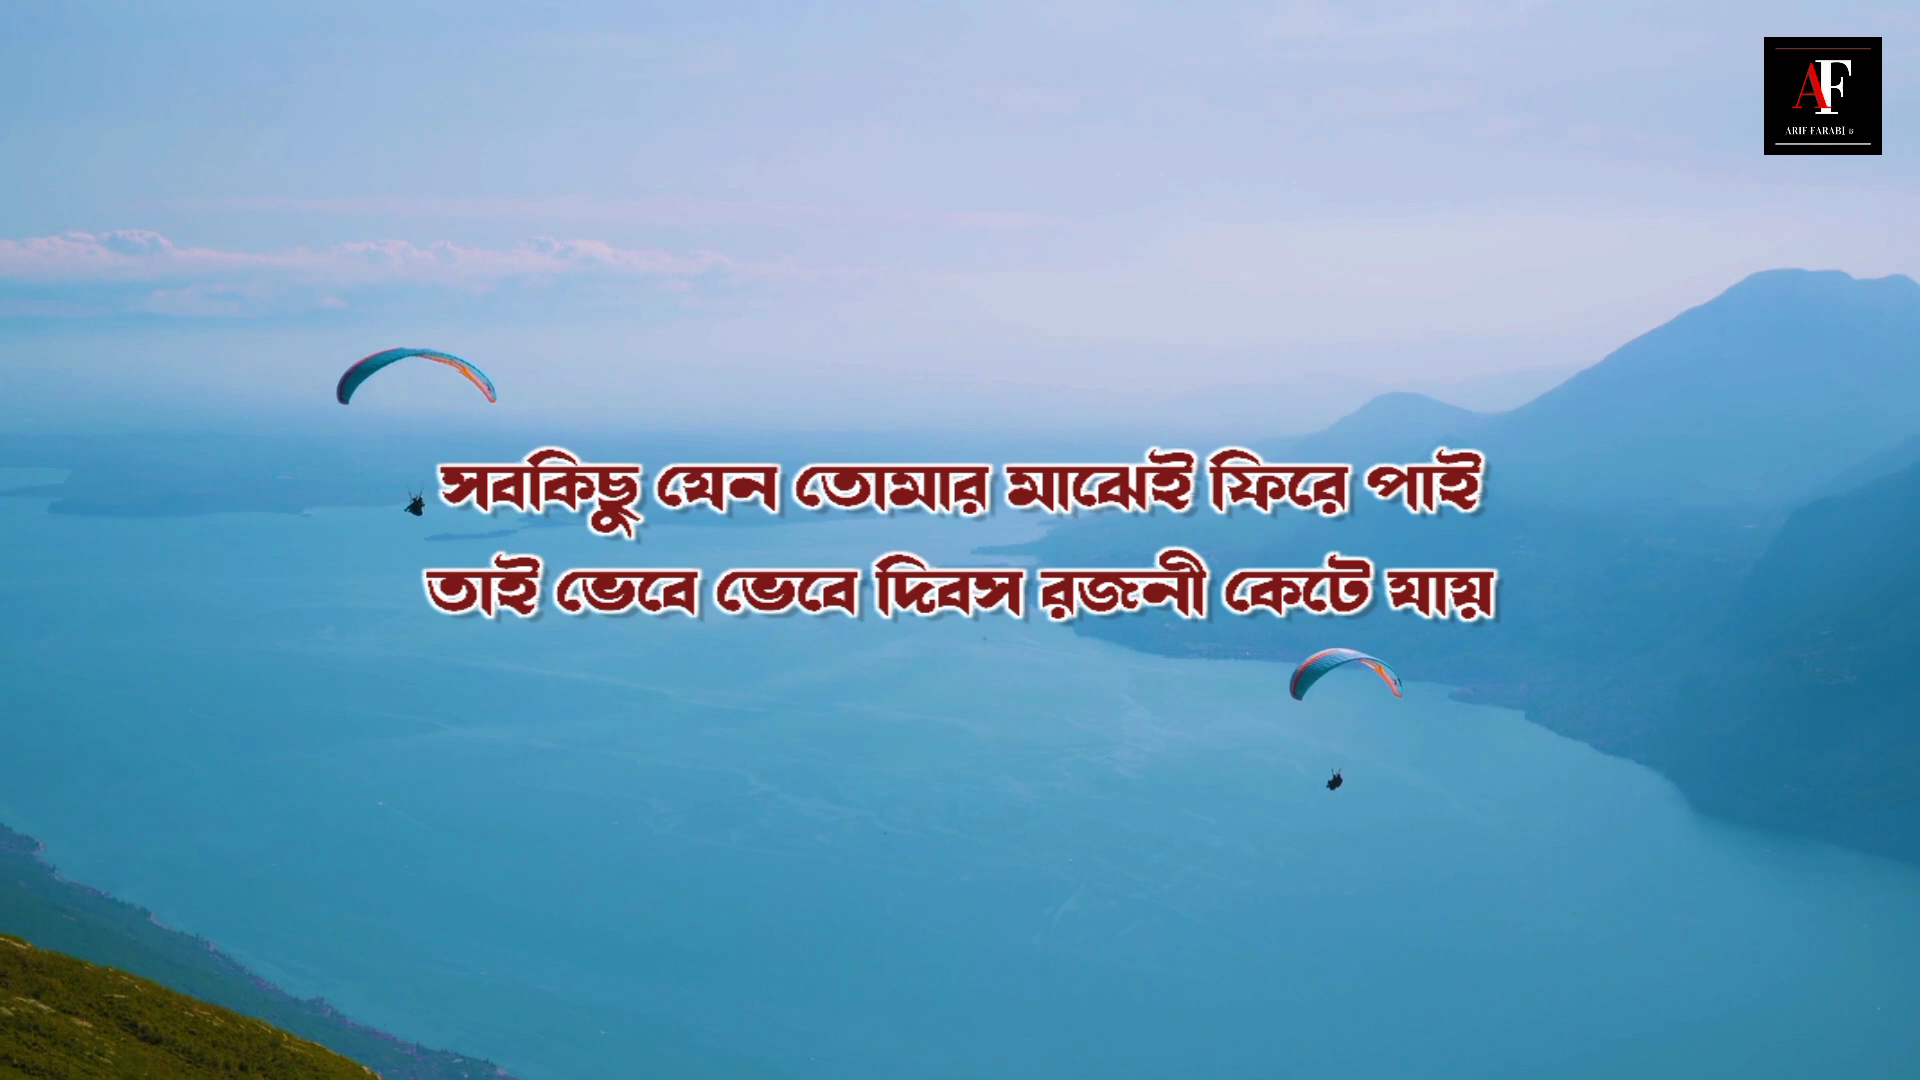 AF
ARIF FARABI B
সবকিছু যেন তোমার মাঝেই ফিরে পাই
তাই ভেবে ভেবে দিবস রজনী কেটে যায়